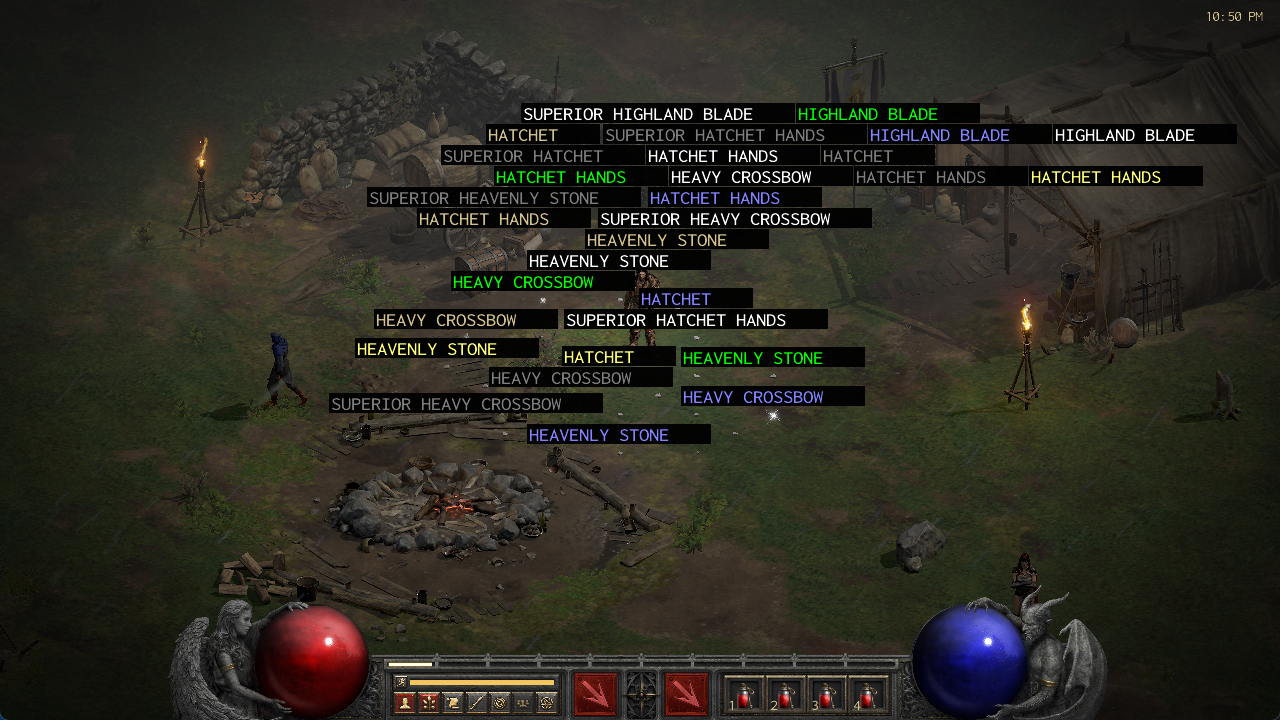 10:50 PM
SUPERIOR HIGHLAND BLADE HIGHLAND BLADE
HATCHET SUPERIOR HATCHET HANDS HIGHLAND BLADE HIGHLAND BLADE
SUPERIOR HATCHET HATCHET HANDS HATCHET
HATCHET HANDS HEAVY CROSSBOW HATCHET HANDS HATCHET HANDS
SUPERIOR HEAVENLY STONE HATCHET HANDS
HATCHET HANDS SUPERIOR HEAVY CROSSBOW
HEAVENLY STONE
HEAVENLY STONE
HEAVY CROSSBOW
HATCHET
HEAVY CROSSBOW SUPERIOR HATCHET HANDS
HEAVENLY STONE
HATCHET HEAVENLY STONE
HEAVY CROSSBOW
HEAVY CROSSBOW
SUPERIOR HEAVY CROSSBOW
HEAVENLY STONE
1 2 3 4